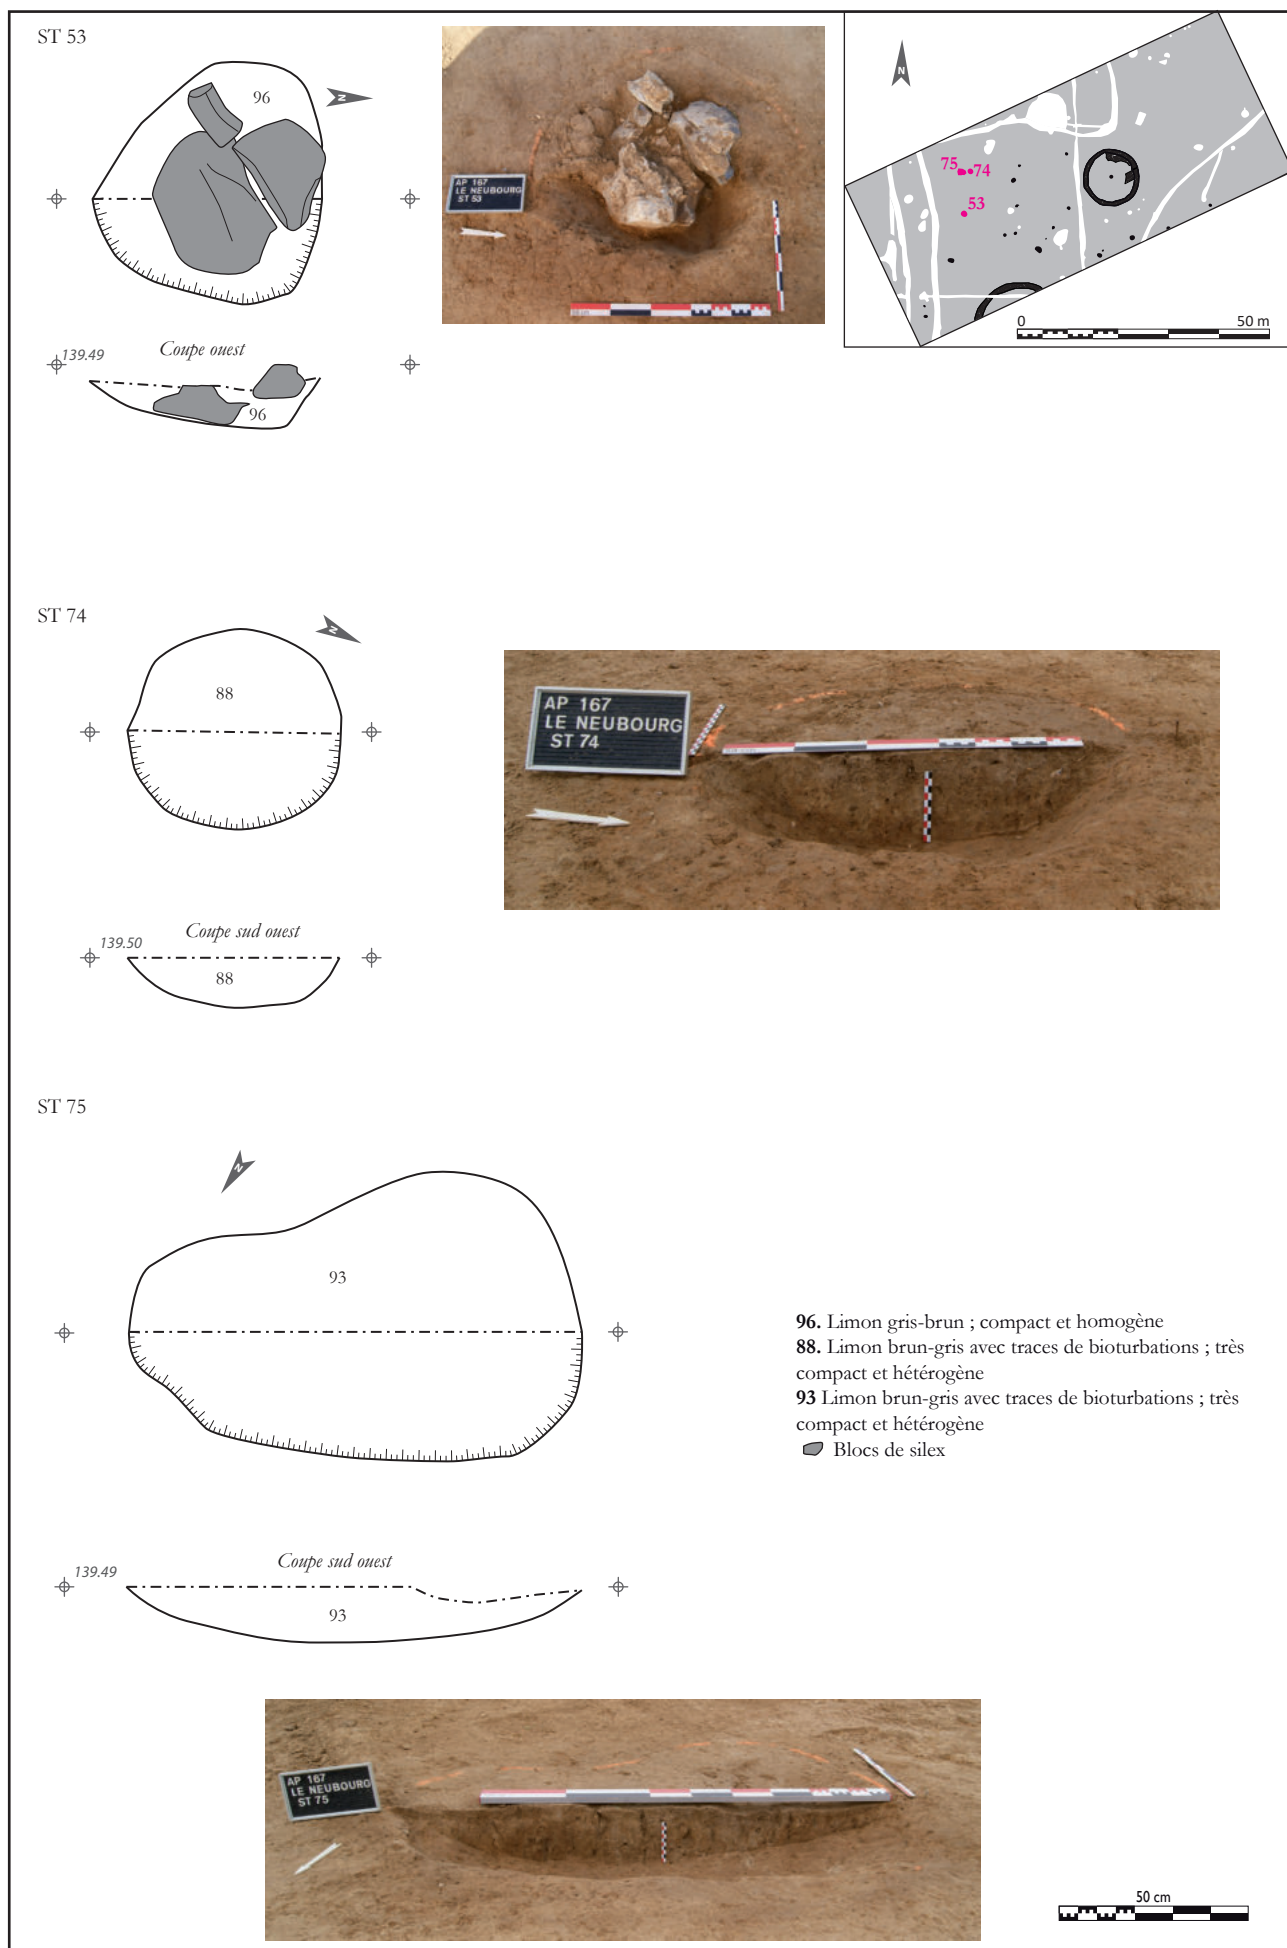 ST 53
96
N
139.49
Coupe ouest
96
AP 167
LE NEUBOURG
ST 53
N
75
74
53
0
50 m
ST 74
N
88
139.50
Coupe sud ouest
88
AP 167
LE NEUBOURG
ST 74
ST 75
N
93
96. Limon gris-brun ; compact et homogène
88. Limon brun-gris avec traces de bioturbations ; très
compact et hétérogène
93 Limon brun-gris avec traces de bioturbations ; très
compact et hétérogène
Blocs de silex
139.49
Coupe sud ouest
93
AP 167
LE NEUBOURG
ST 75
50 cm